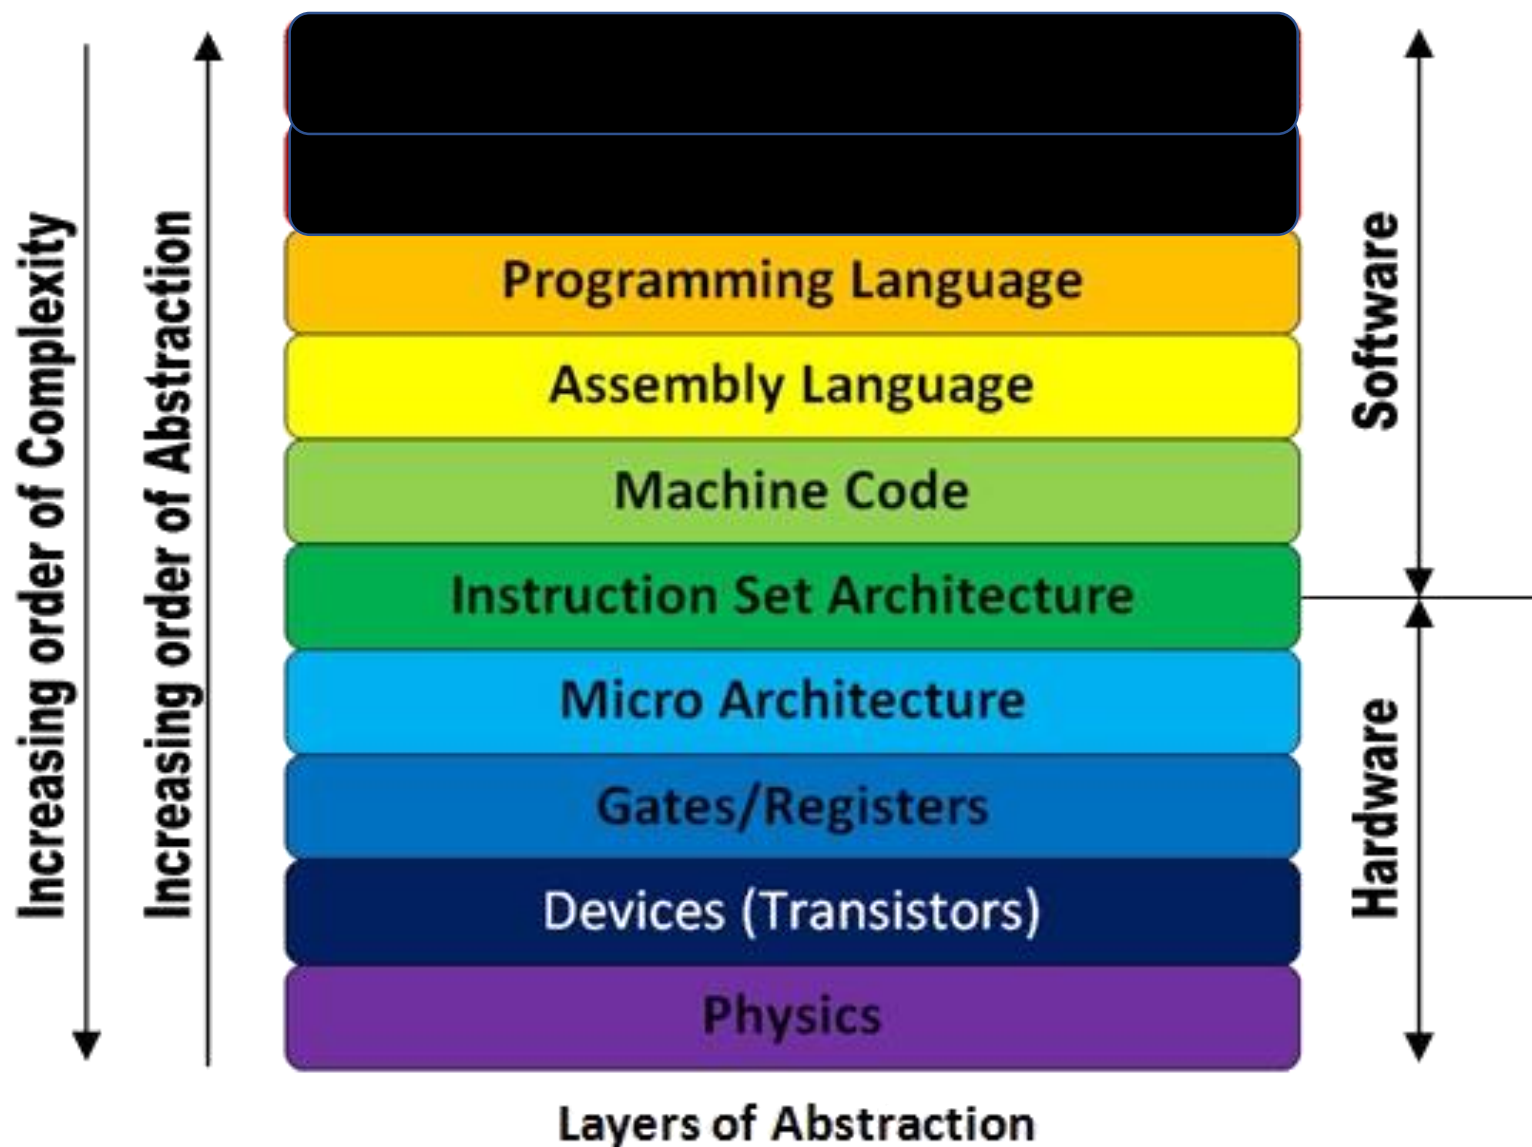 Increasing order of Complexity
Increasing order of Abstraction
Programming Language
Assembly Language
Machine Code
Instruction Set Architecture
Micro Architecture
Gates/Registers
Devices (Transistors)
Physics
Software
Hardware
Layers of Abstraction